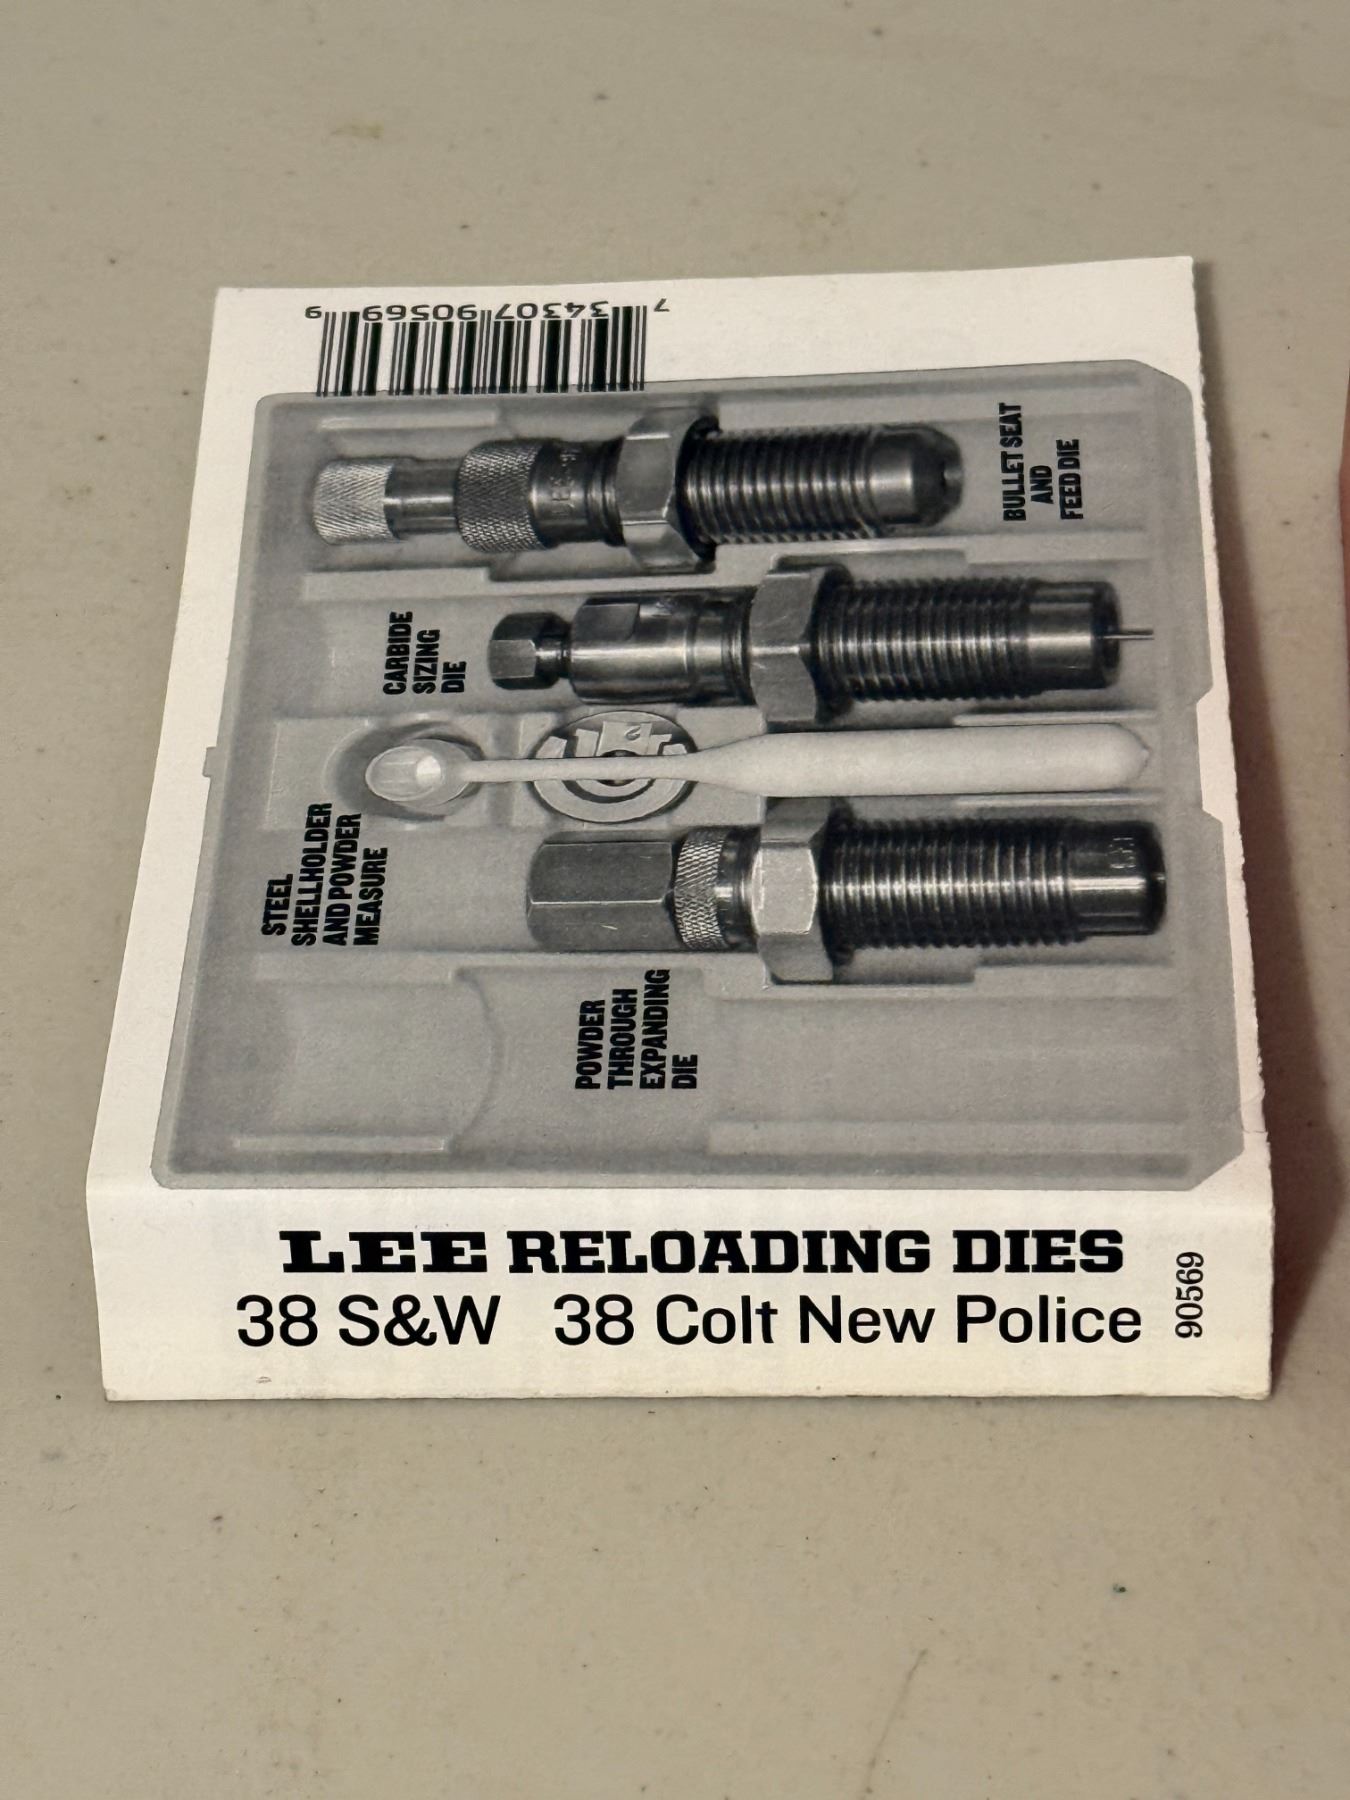 7 34307 90569 9
BULLET SEAT
AND
FEED DIE
CARBIDE
SIZING
DIE
STEEL
SHELLHOLDER
AND POWDER
MEASURE
POWDER
THROUGH
EXPANDING
DIE
LEE RELOADING DIES
38 S&W 38 Colt New Police
90569